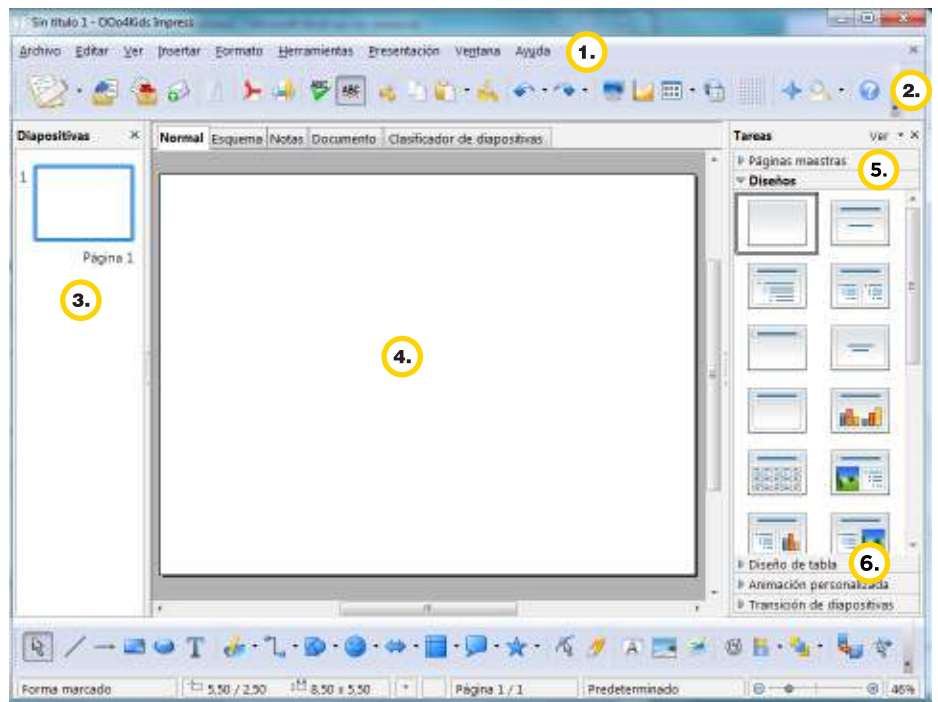 Sin título 1 - OOo4Kids Impress
Archivo Editar Ver Insertar Formato Herramientas Presentación Ventana Ayuda
1.
ABC
2.
Diapositivas
Normal Esquema Notas Documento Clasificador de diapositivas
Tareas Ver
Páginas maestras
5.
Diseños
1
Página 1
3.
4.
Diseño de tabla
6.
Animación personalizada
Transición de diapositivas
T
A
Forma marcado 5,50 / 2,50 8,50 x 5,50 * Página 1 / 1 Predeterminado 46%